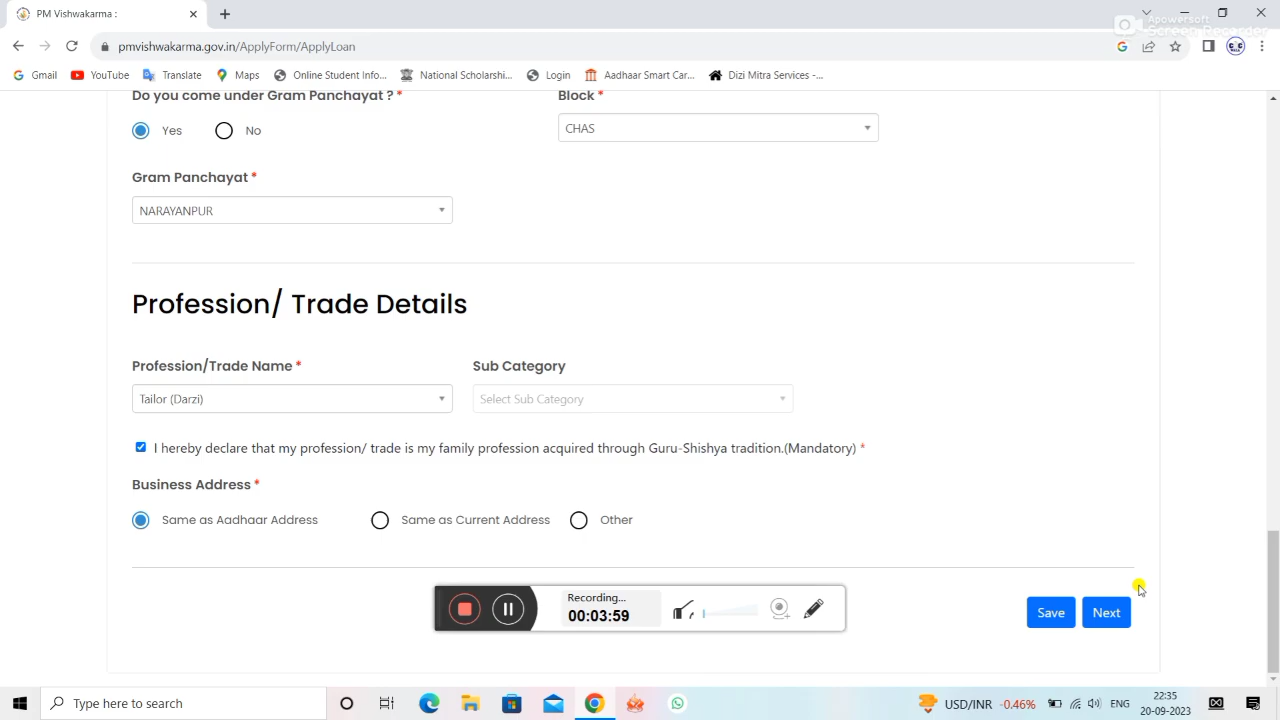 PM Vishwakarma :
Apowersoft
Screen Recorder
pmvishwakarma.gov.in/ApplyForm/ApplyLoan
Gmail YouTube Translate Maps Online Student Info... National Scholarshi... Login Aadhaar Smart Car... Dizi Mitra Services -...
Do you come under Gram Panchayat ? * Block *
Yes No CHAS
Gram Panchayat *
NARAYANPUR
Profession/ Trade Details
Profession/Trade Name * Sub Category
Tailor (Darzi) Select Sub Category
I hereby declare that my profession/ trade is my family profession acquired through Guru-Shishya tradition.(Mandatory) *
Business Address *
Same as Aadhaar Address Same as Current Address Other
Recording...
00:03:59
Save Next
Type here to search USD/INR -0.46% ENG 22:35
20-09-2023